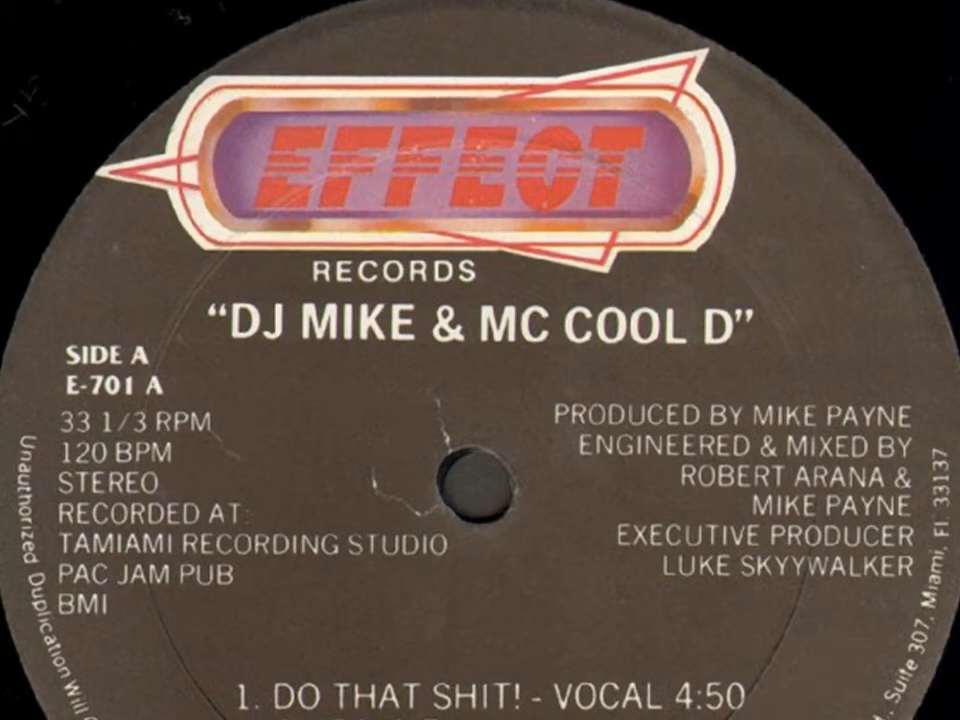 EFFECT
RECORDS
“DJ MIKE & MC COOL D”
SIDE A
E-701 A
33 1/3 RPM
120 BPM
STEREO
RECORDED AT:
TAMIAMI RECORDING STUDIO
PAC JAM PUB
BMI
PRODUCED BY MIKE PAYNE
ENGINEERED & MIXED BY
ROBERT ARANA &
MIKE PAYNE
EXECUTIVE PRODUCER
LUKE SKYYWALKER
1. DO THAT SHIT! - VOCAL 4:50
Unauthorized Duplication Will
Suite 307, Miami, Fl. 33137